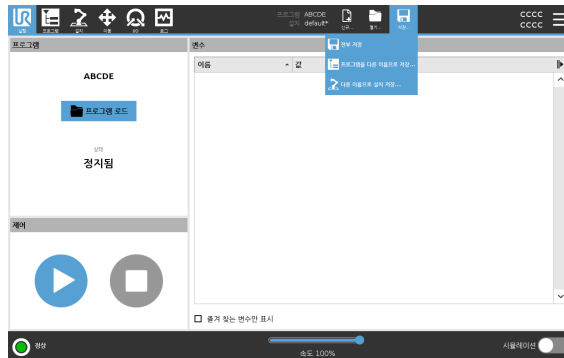 UR
실행
프로그램
설치
이동
I/O
로그
프로그램 ABCDE
설치 default*
신규...
열기...
저장...
cccc
cccc
전부 저장
프로그램을 다른 이름으로 저장...
다른 이름으로 설치 저장...
프로그램
ABCDE
프로그램 로드
상태
정지됨
제어
변수
이름
값
즐겨 찾는 변수만 표시
정상
속도 100%
시뮬레이션